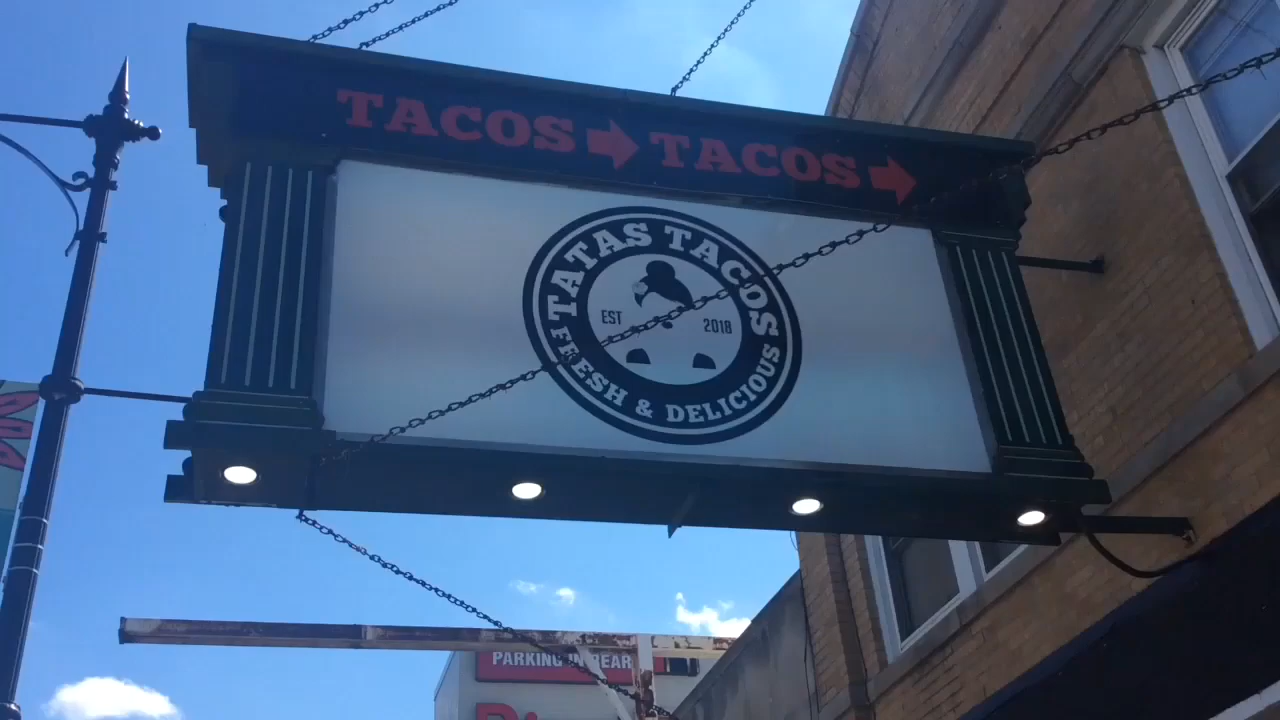 TACOS TACOS
TATAS TACOS
EST 2018
FRESH & DELICIOUS
PARKING IN REAR